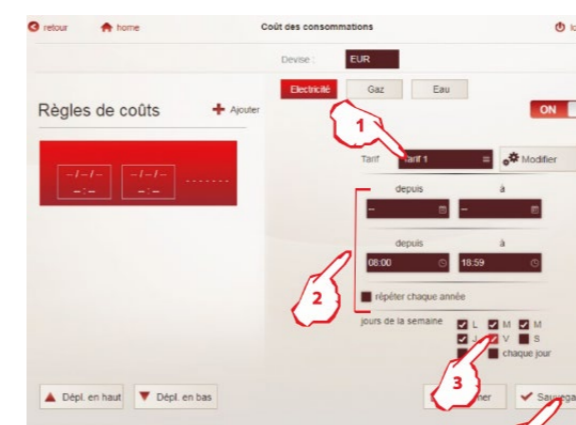 retour home Coût des consommations
Devise : EUR
Electricité Gaz Eau
Règles de coûts Ajouter
ON
1
Tarif Tarif 1 Modifier
-/-/- -/-/- -------
-:- -:-
depuis à
-- --
depuis à
08:00 18:59
2
répéter chaque année
jours de la semaine L M M
J V S
chaque jour
3
Dépl. en haut Dépl. en bas